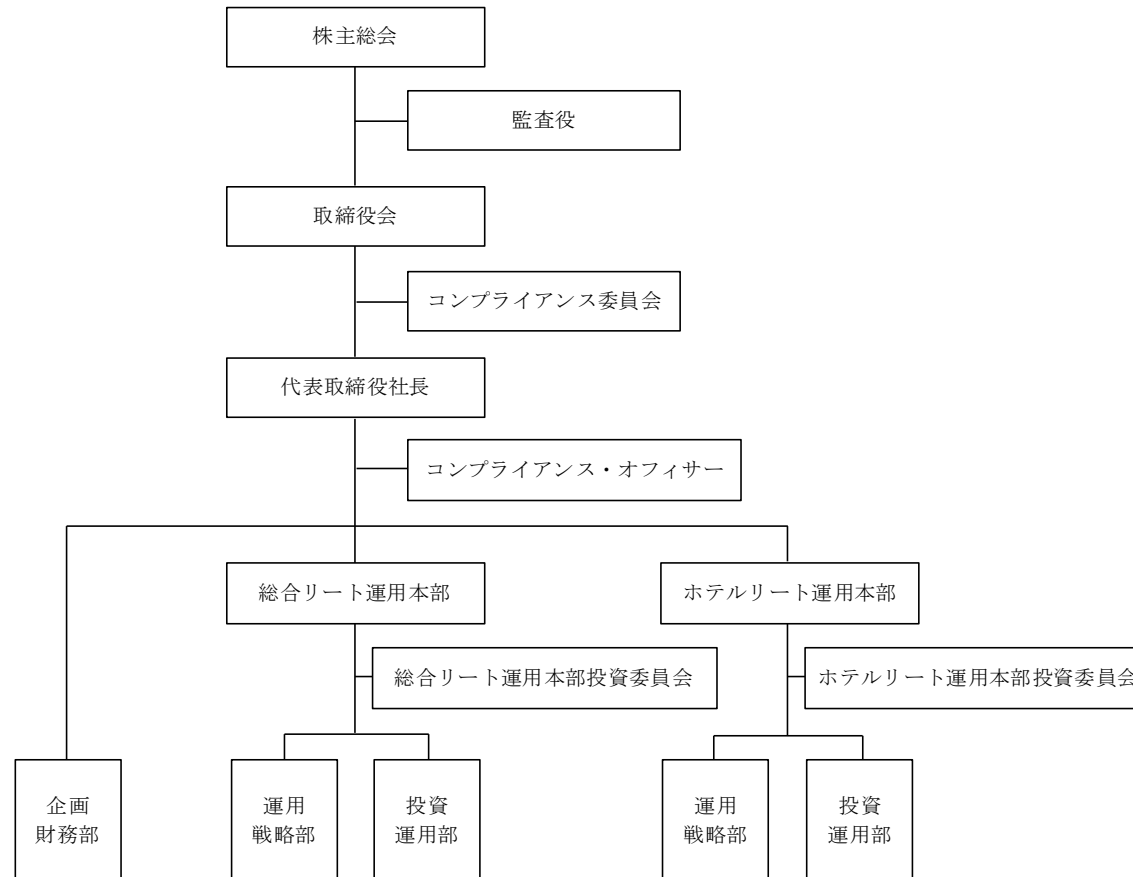 株主総会
監査役
取締役会
コンプライアンス委員会
代表取締役社長
コンプライアンス・オフィサー
総合リート運用本部
ホテルリート運用本部
総合リート運用本部投資委員会
ホテルリート運用本部投資委員会
企画
財務部
運用
戦略部
投資
運用部
運用
戦略部
投資
運用部